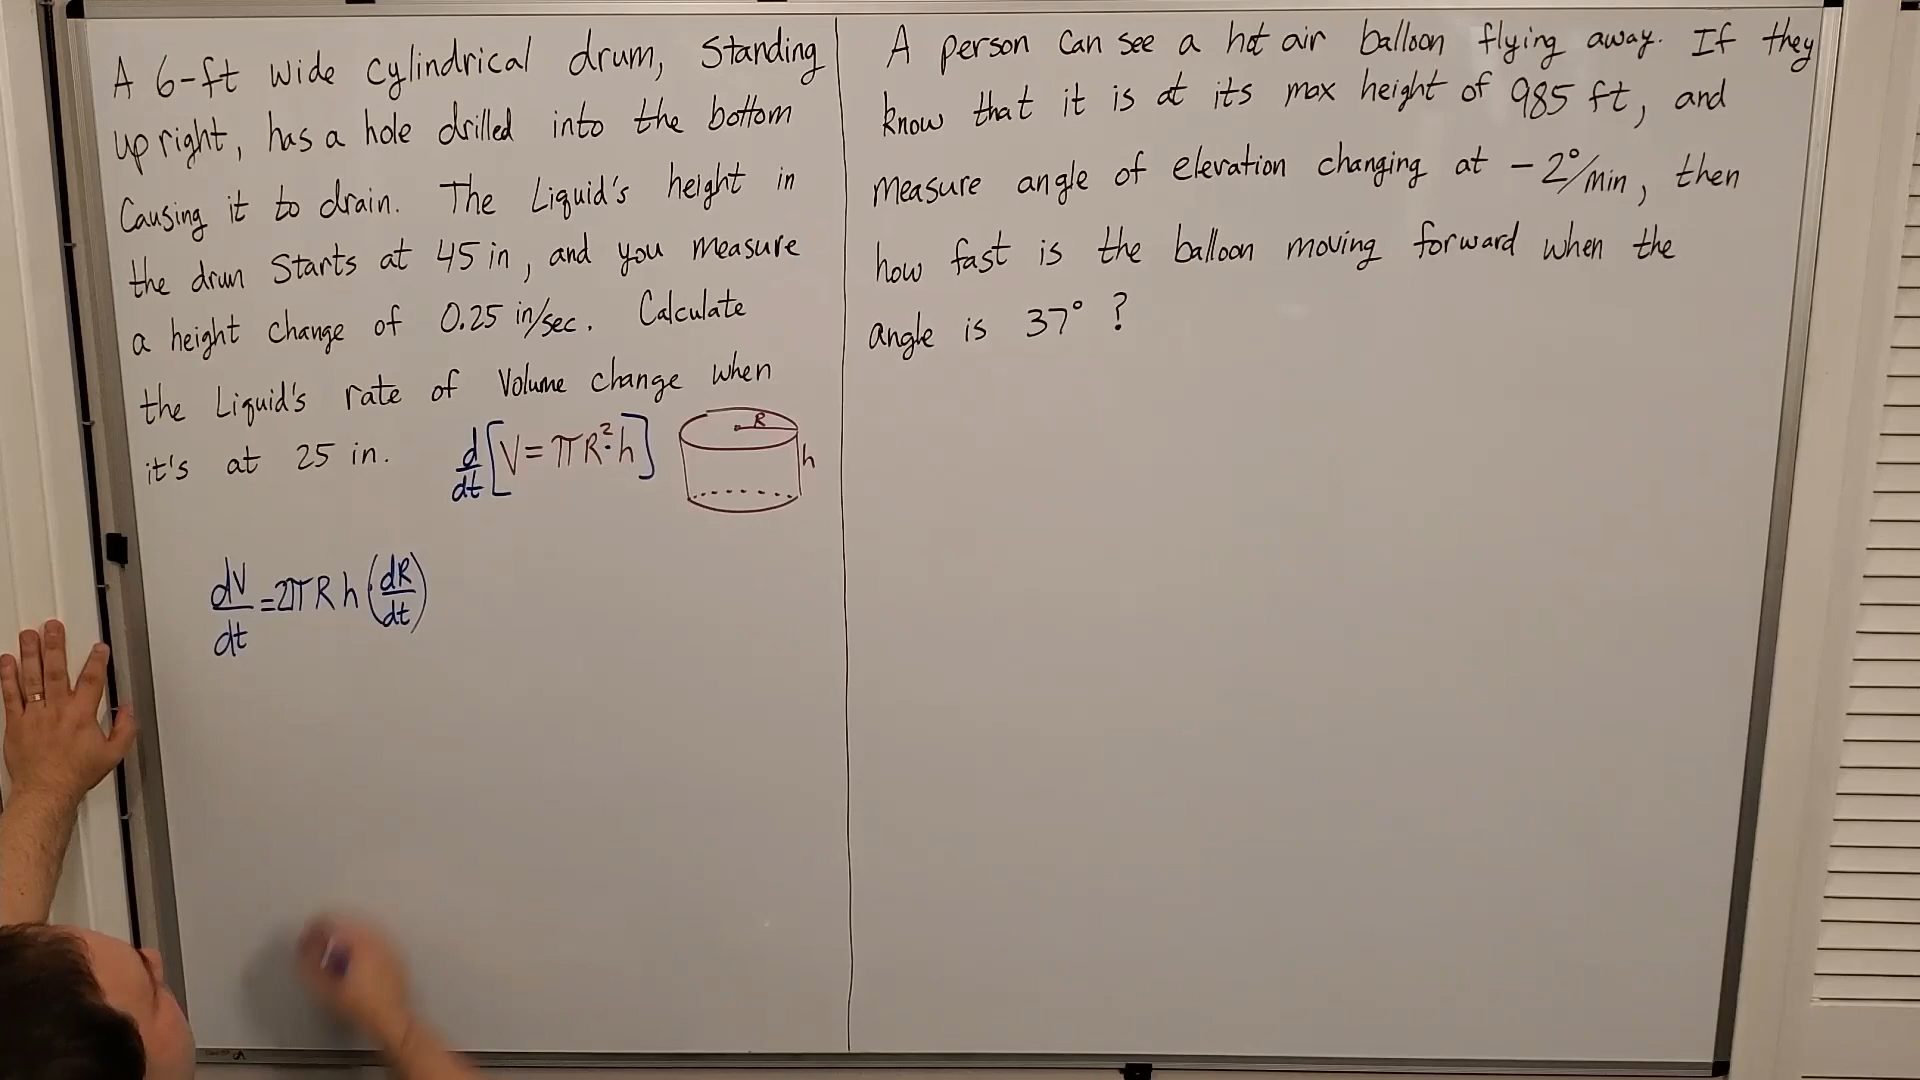 A 6-ft wide cylindrical drum, standing
upright, has a hole drilled into the bottom
Causing it to drain. The Liquid's height in
the drum Starts at 45 in, and you measure
a height change of 0.25 in/sec. Calculate
the Liquid's rate of Volume change when
it's at 25 in.
d/dt [V = πR²·h]
R
h
dV/dt = 2πRh(dR/dt)
A person can see a hot air balloon flying away. If they
know that it is at its max height of 985 ft, and
measure angle of elevation changing at -2°/min, then
how fast is the balloon moving forward when the
angle is 37° ?